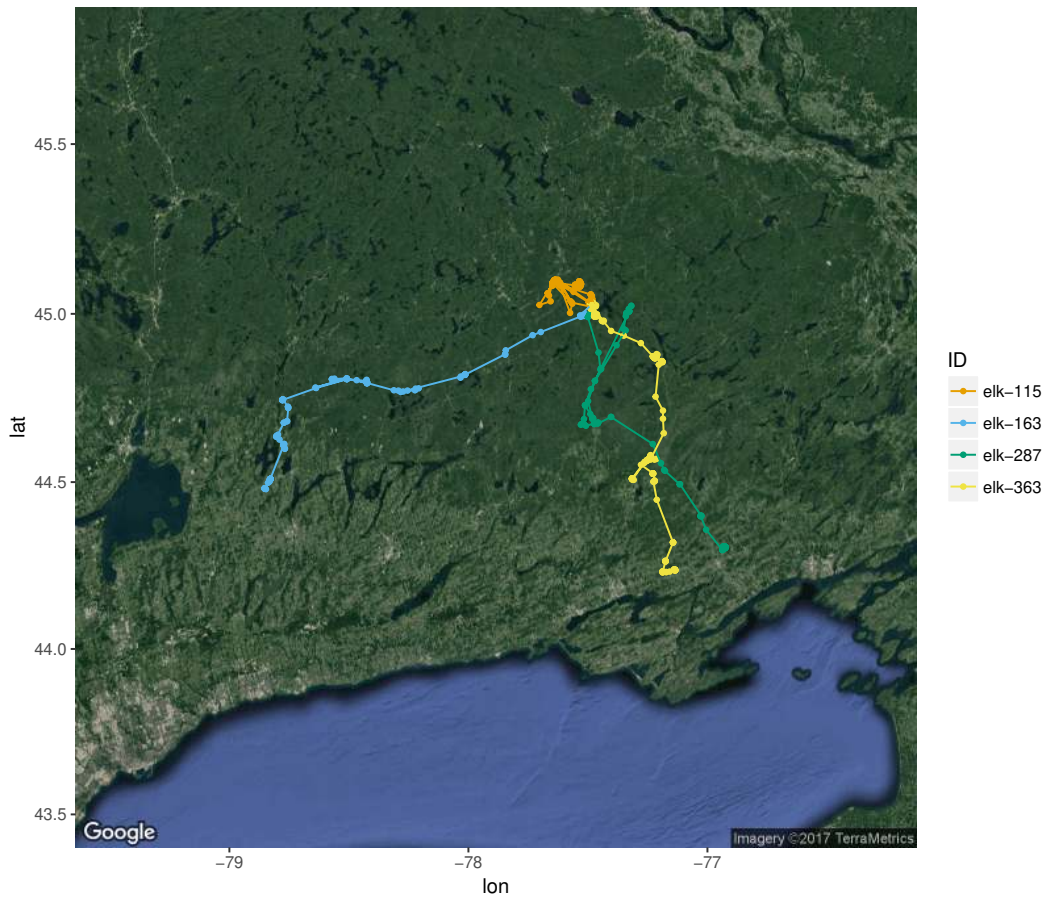 45.5
45.0
44.5
44.0
43.5
lat
−79
−78
−77
lon
ID
elk−115
elk−163
elk−287
elk−363
Google
Imagery ©2017 TerraMetrics